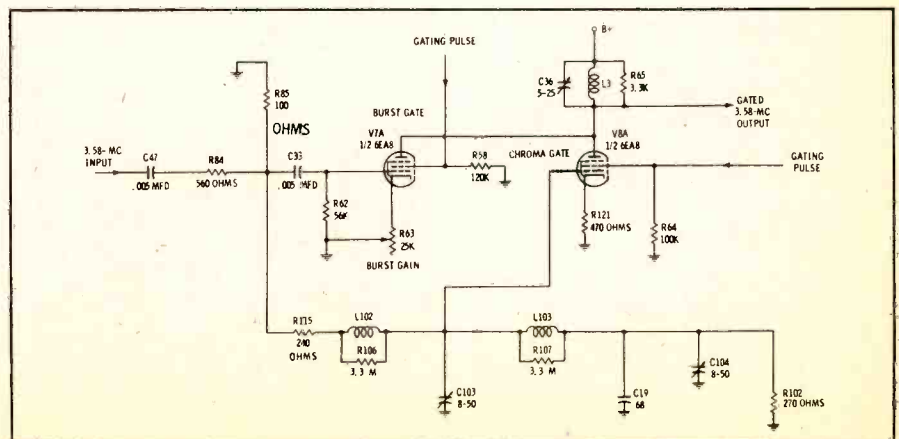 B+
GATING PULSE
C36
5-25
L3
R65
3.3K
R85
100
OHMS
BURST GATE
GATED
3.58-MC
OUTPUT
V7A
1/2 6EA8
V8A
1/2 6EA8
3.58-MC
INPUT
C47
.005 MFD
R84
560 OHMS
C33
.005 MFD
R58
120K
CHROMA GATE
GATING
PULSE
R62
56K
R63
25K
BURST GAIN
R121
470 OHMS
R64
100K
R115
240
OHMS
L102
R106
3.3 M
L103
R107
3.3 M
C103
8-50
C19
68
C104
8-50
R102
270 OHMS